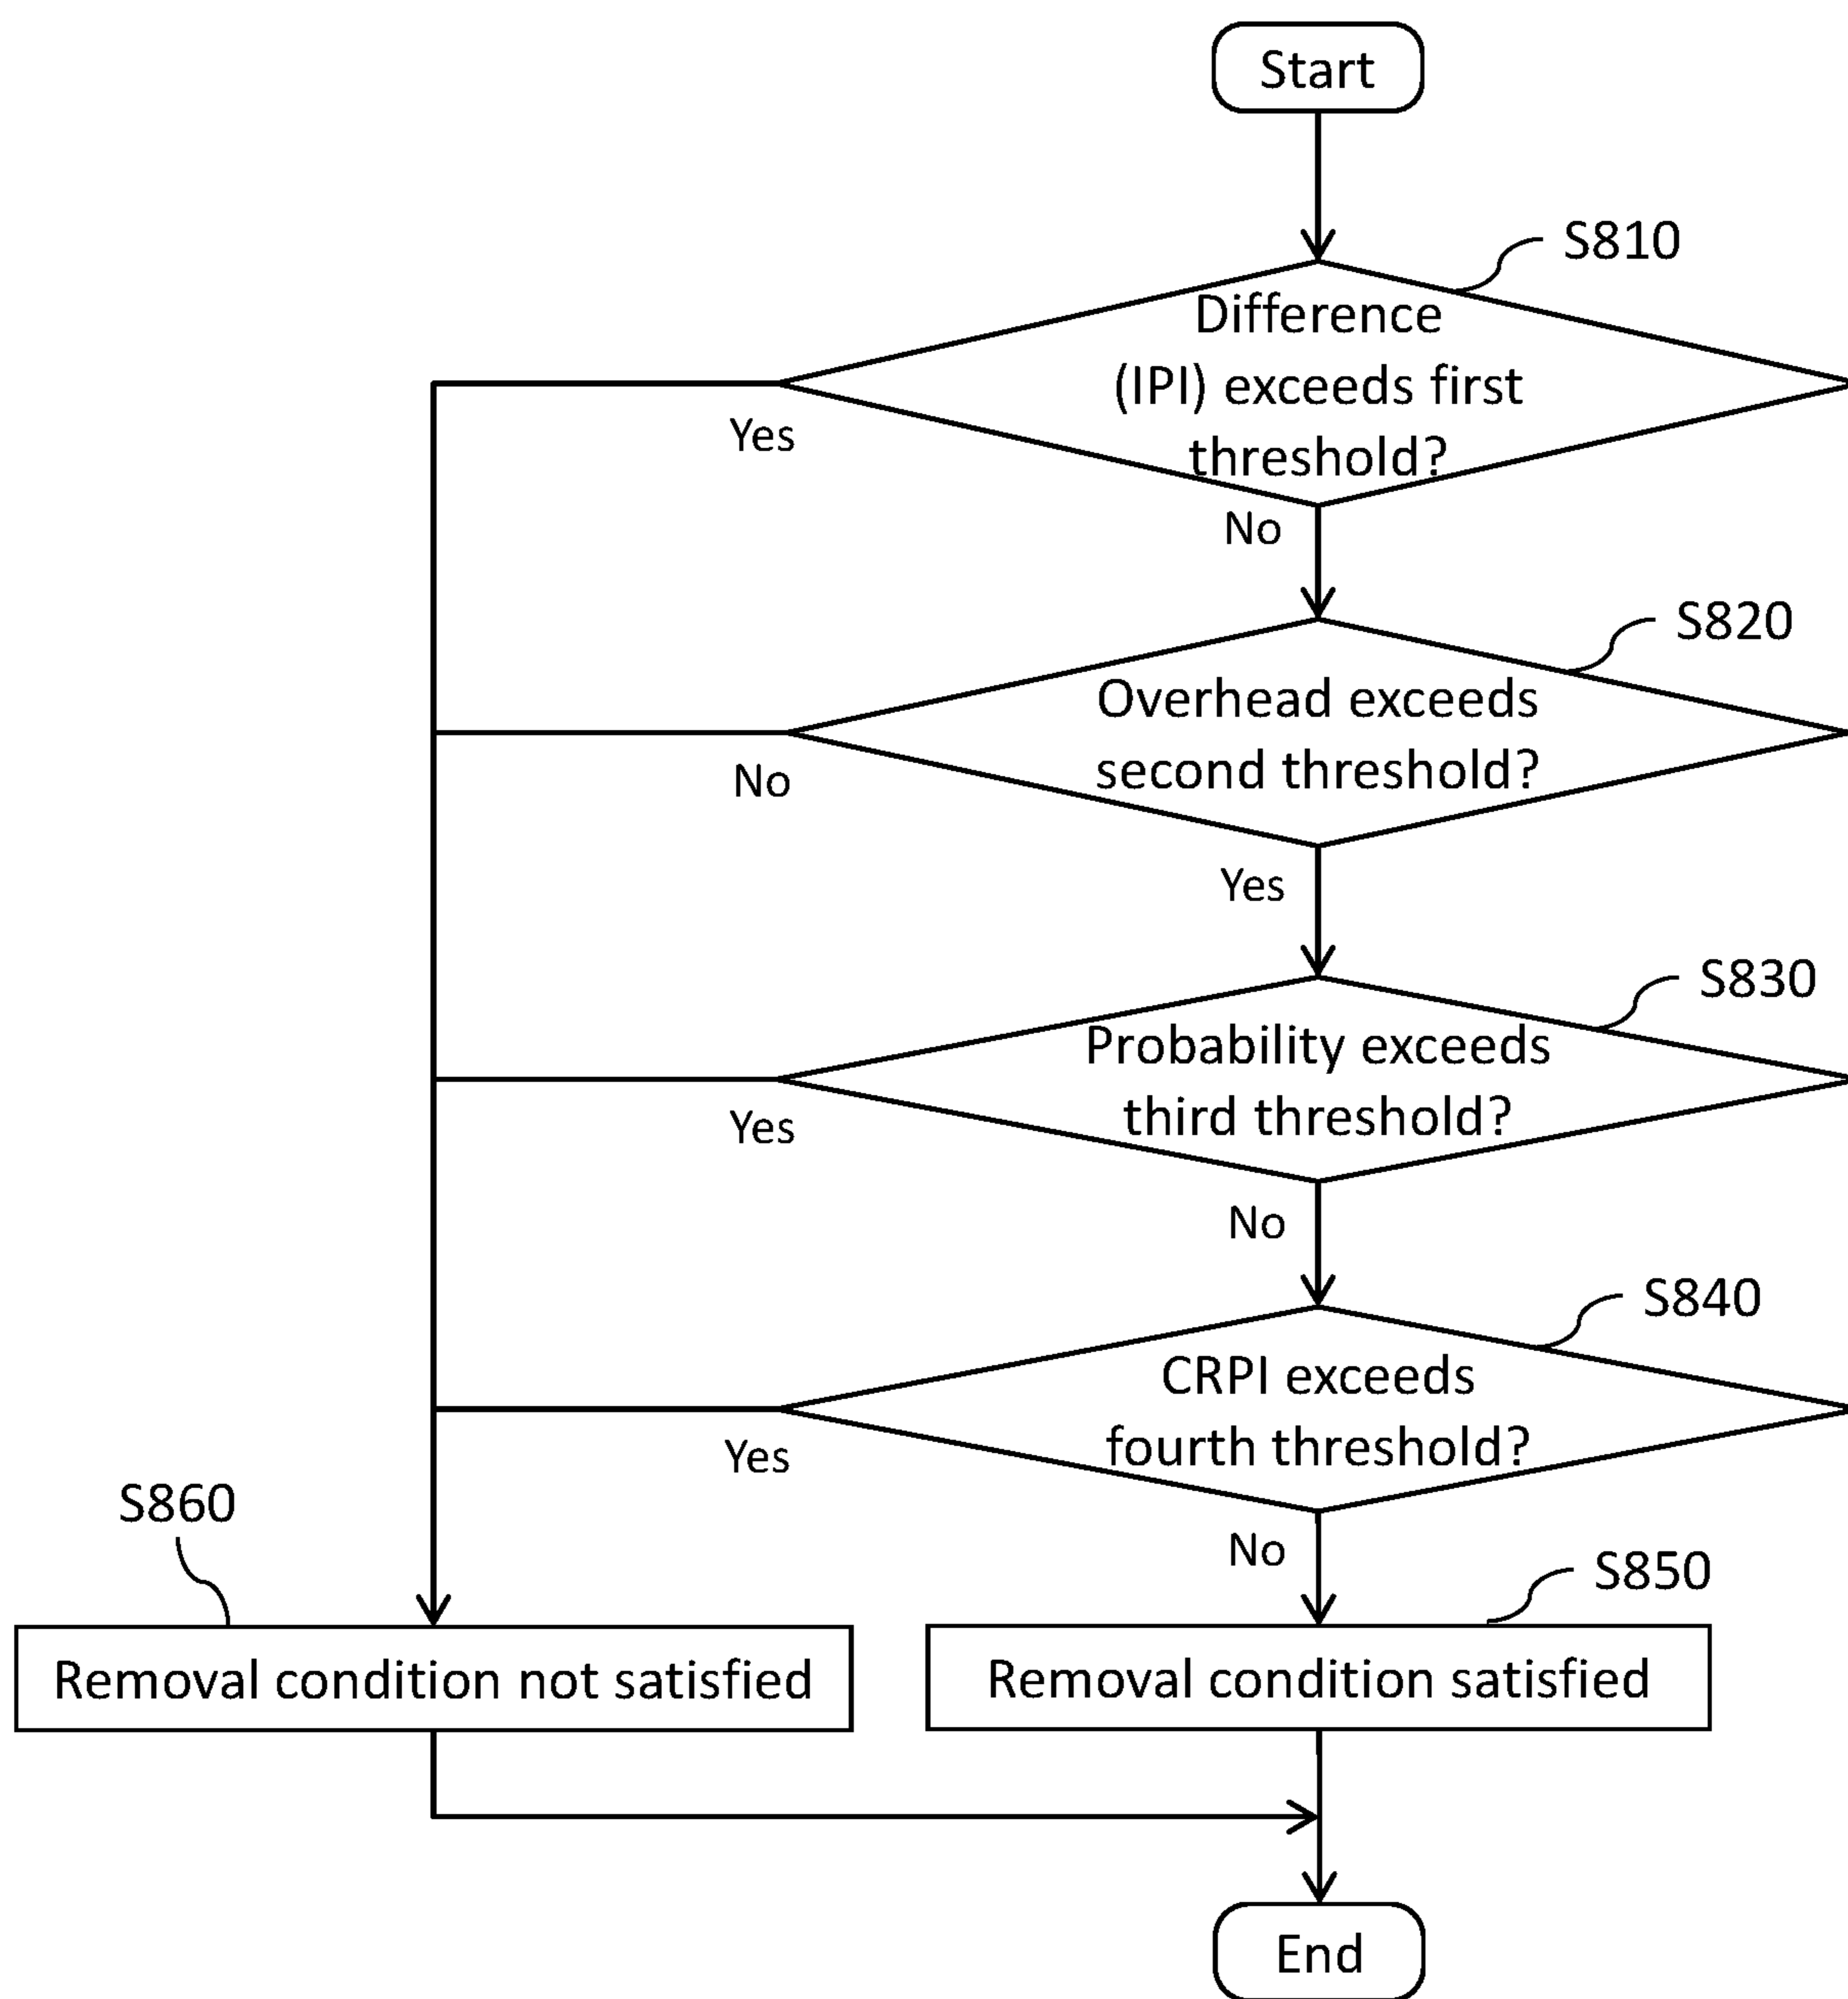 Start
S810
Difference
(IPI) exceeds first
threshold?
Yes
No
S820
Overhead exceeds
second threshold?
No
Yes
S830
Probability exceeds
third threshold?
Yes
No
S840
CRPI exceeds
fourth threshold?
Yes
No
S860
S850
Removal condition not satisfied
Removal condition satisfied
End